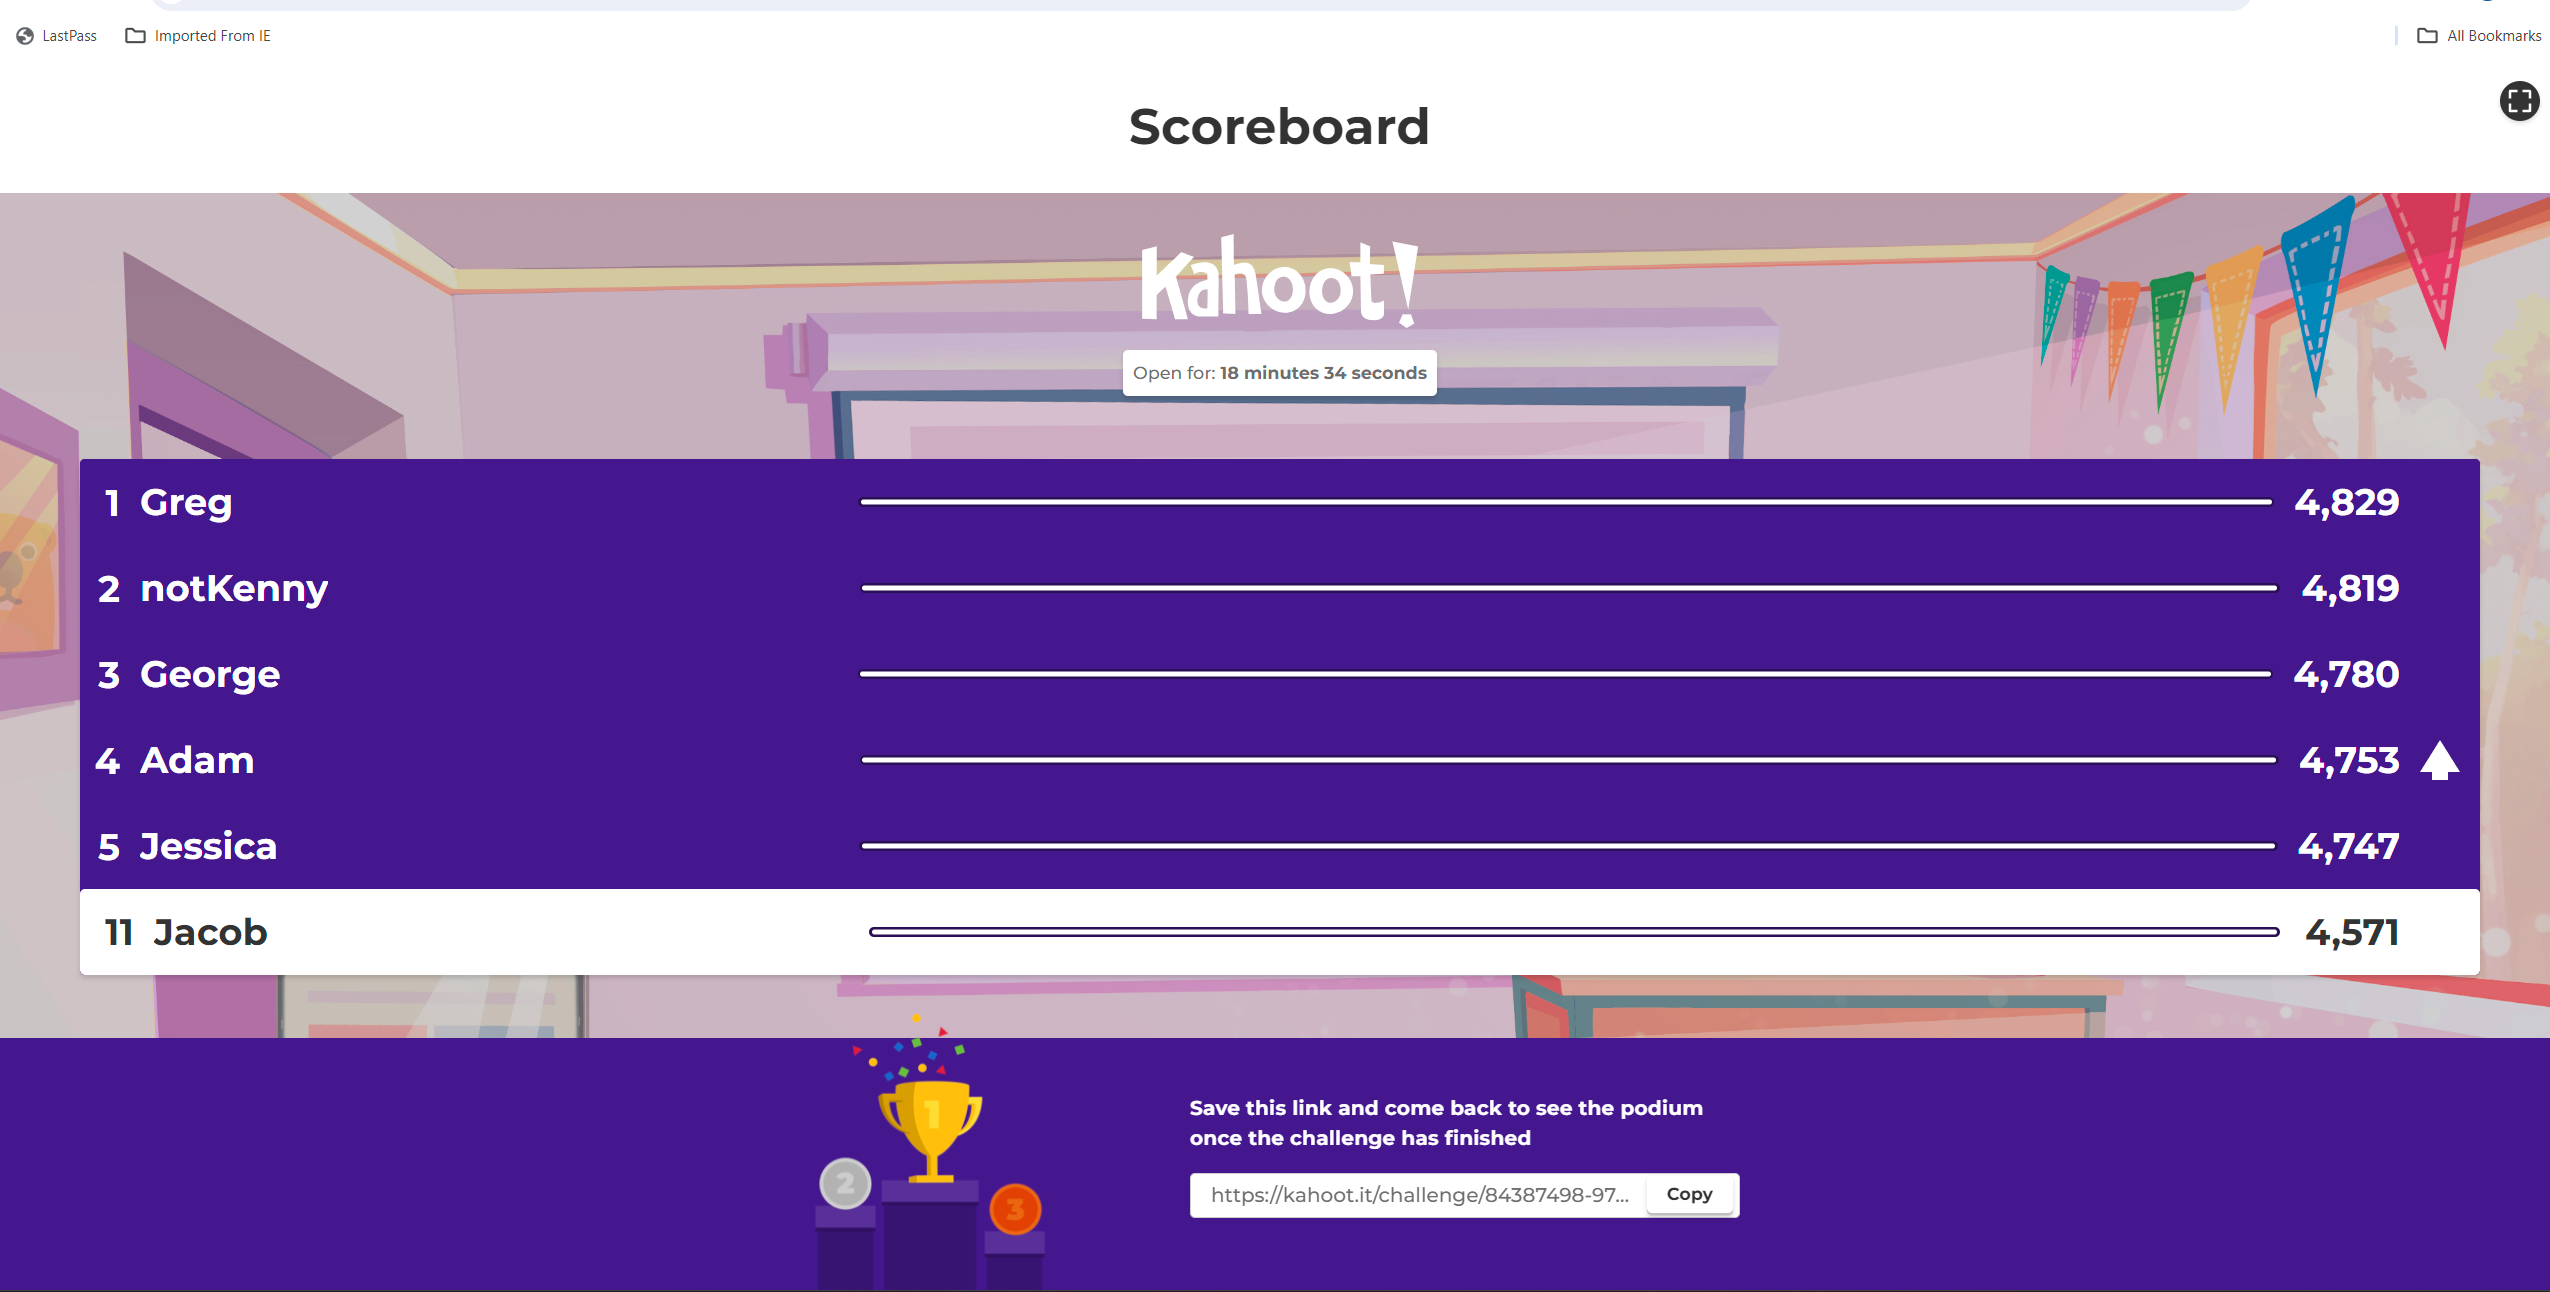 LastPass Imported From IE All Bookmarks
Scoreboard
Kahoot!
Open for: 18 minutes 34 seconds
1 Greg 4,829
2 notKenny 4,819
3 George 4,780
4 Adam 4,753
5 Jessica 4,747
11 Jacob 4,571
1
2
3
Save this link and come back to see the podium
once the challenge has finished
https://kahoot.it/challenge/84387498-97... Copy